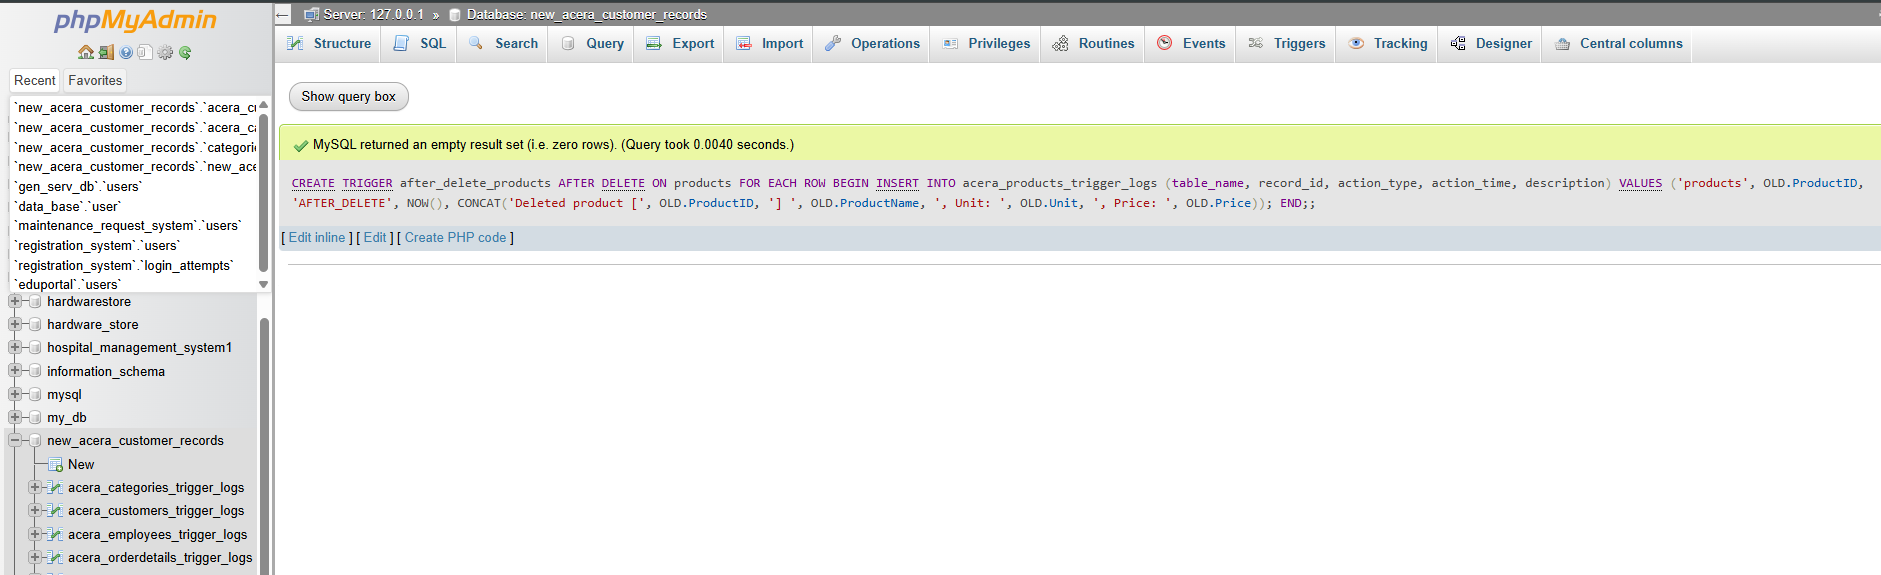 phpMyAdmin
Recent Favorites
`new_acera_customer_records`.`acera_cu
`new_acera_customer_records`.`acera_ca
`new_acera_customer_records`.`categori
`new_acera_customer_records`.`new_ace
`gen_serv_db`.`users`
`data_base`.`user`
`maintenance_request_system`.`users`
`registration_system`.`users`
`registration_system`.`login_attempts`
`eduportal`.`users`
hardwarestore
hardware_store
hospital_management_system1
information_schema
mysql
my_db
new_acera_customer_records
New
acera_categories_trigger_logs
acera_customers_trigger_logs
acera_employees_trigger_logs
acera_orderdetails_trigger_logs
Server: 127.0.0.1 » Database: new_acera_customer_records
Structure SQL Search Query Export Import Operations Privileges Routines Events Triggers Tracking Designer Central columns
Show query box
MySQL returned an empty result set (i.e. zero rows). (Query took 0.0040 seconds.)
CREATE TRIGGER after_delete_products AFTER DELETE ON products FOR EACH ROW BEGIN INSERT INTO acera_products_trigger_logs (table_name, record_id, action_type, action_time, description) VALUES ('products', OLD.ProductID,
'AFTER_DELETE', NOW(), CONCAT('Deleted product [', OLD.ProductID, '] ', OLD.ProductName, ', Unit: ', OLD.Unit, ', Price: ', OLD.Price)); END;;
[ Edit inline ] [ Edit ] [ Create PHP code ]